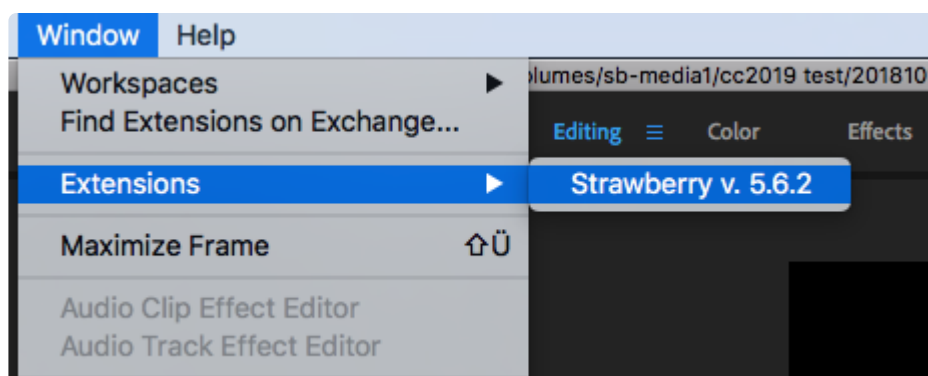 Window Help
Workspaces
olumes/sb-media1/cc2019 test/201810
Find Extensions on Exchange...
Editing Color Effects
Extensions
Strawberry v. 5.6.2
Maximize Frame ⇧Ü
Audio Clip Effect Editor
Audio Track Effect Editor